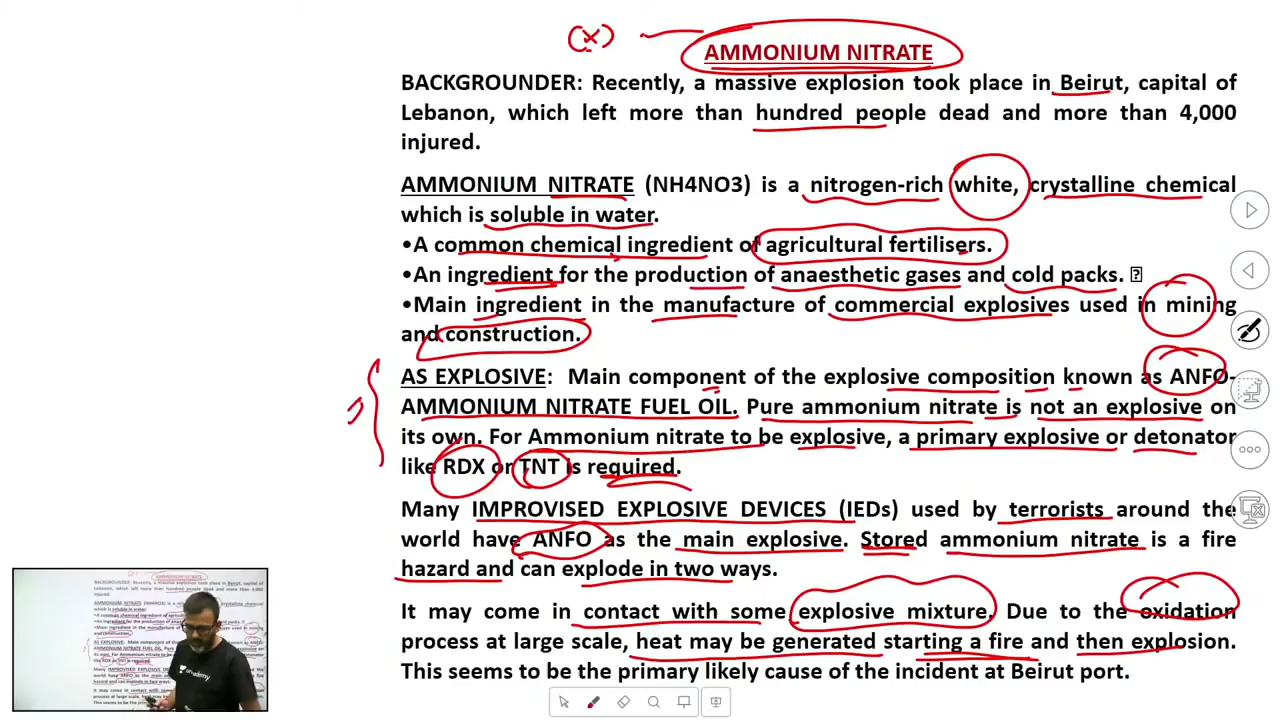 (x)
AMMONIUM NITRATE
BACKGROUNDER: Recently, a massive explosion took place in Beirut, capital of
Lebanon, which left more than hundred people dead and more than 4,000
injured.
AMMONIUM NITRATE (NH4NO3) is a nitrogen-rich white, crystalline chemical
which is soluble in water.
•A common chemical ingredient of agricultural fertilisers.
•An ingredient for the production of anaesthetic gases and cold packs.
•Main ingredient in the manufacture of commercial explosives used in mining
and construction.
AS EXPLOSIVE: Main component of the explosive composition known as ANFO-
AMMONIUM NITRATE FUEL OIL. Pure ammonium nitrate is not an explosive on
its own. For Ammonium nitrate to be explosive, a primary explosive or detonator
like RDX or TNT is required.
Many IMPROVISED EXPLOSIVE DEVICES (IEDs) used by terrorists around the
world have ANFO as the main explosive. Stored ammonium nitrate is a fire
hazard and can explode in two ways.
It may come in contact with some explosive mixture. Due to the oxidation
process at large scale, heat may be generated starting a fire and then explosion.
This seems to be the primary likely cause of the incident at Beirut port.